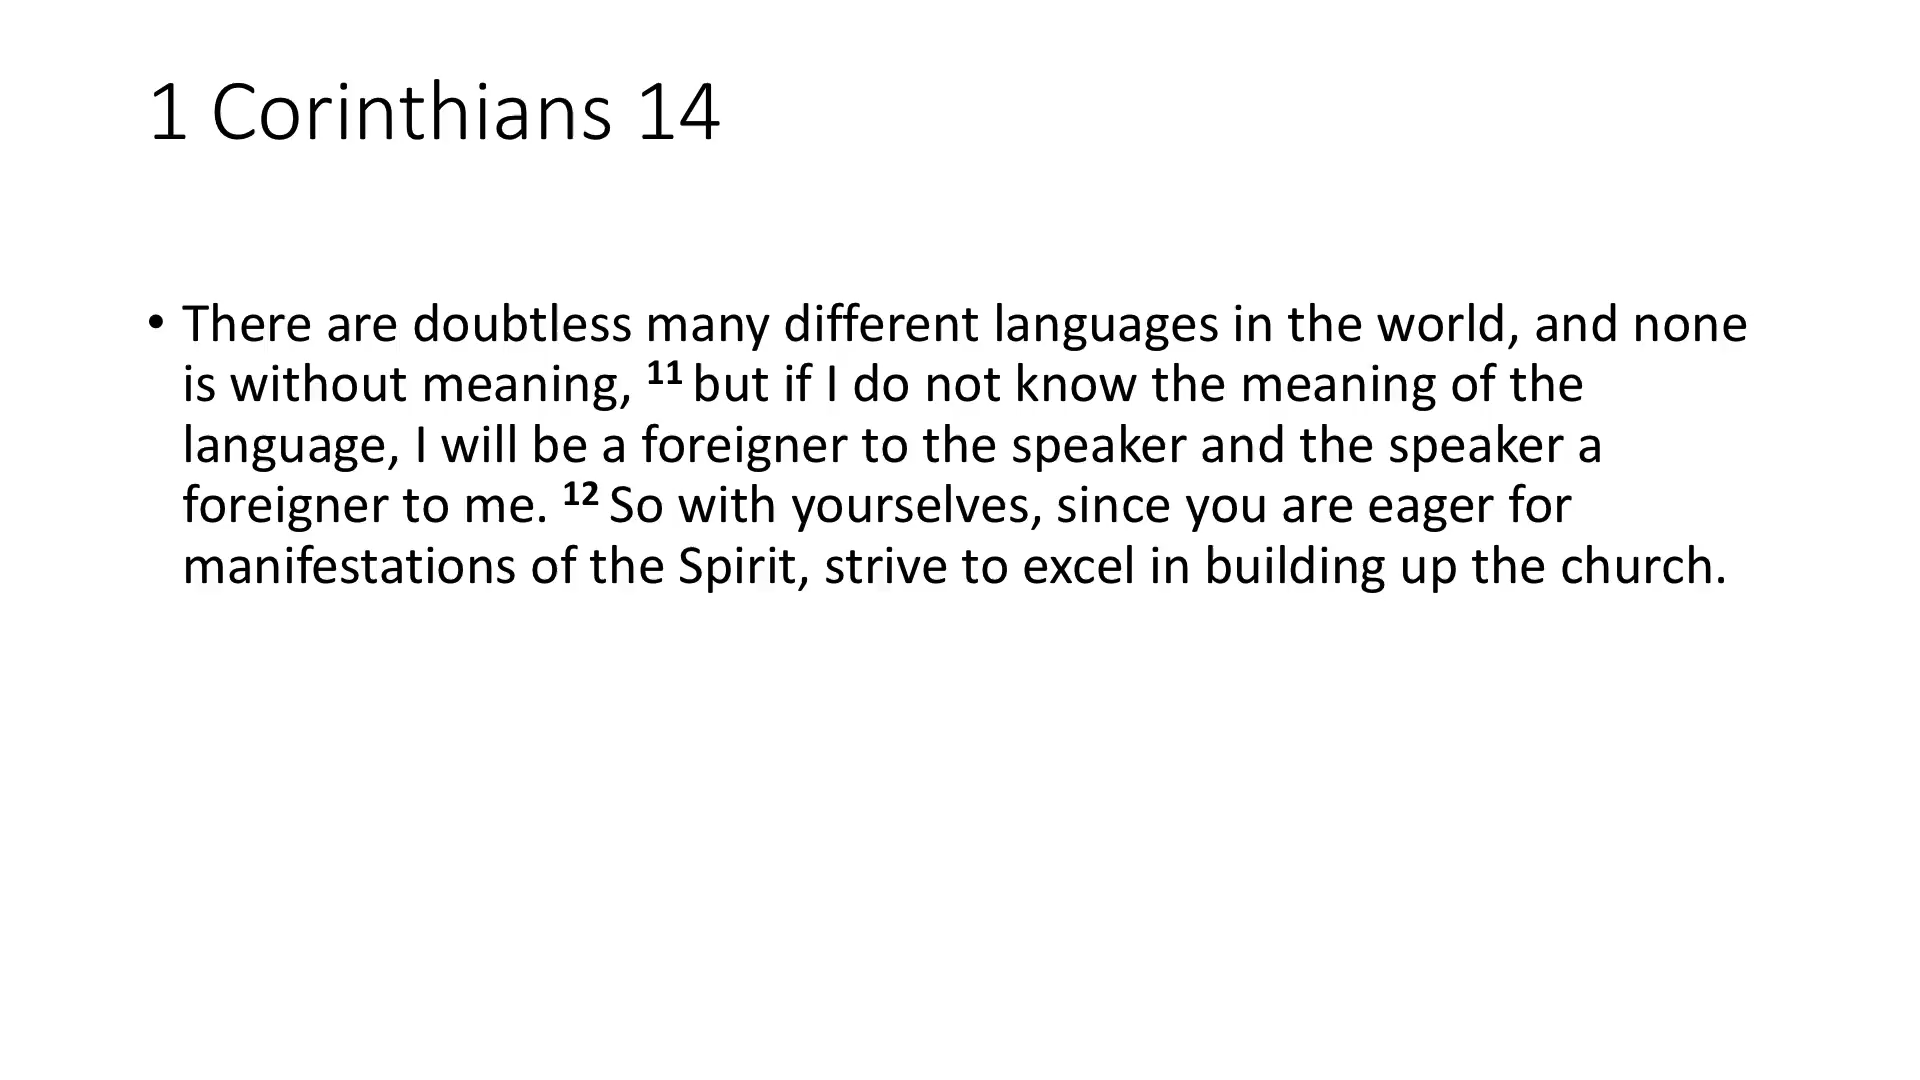 1 Corinthians 14
• There are doubtless many different languages in the world, and none
is without meaning, 11 but if I do not know the meaning of the
language, I will be a foreigner to the speaker and the speaker a
foreigner to me. 12 So with yourselves, since you are eager for
manifestations of the Spirit, strive to excel in building up the church.